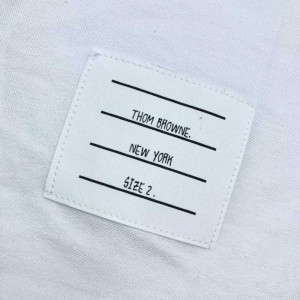 THOM BROWNE.
NEW YORK
SIZE 2.